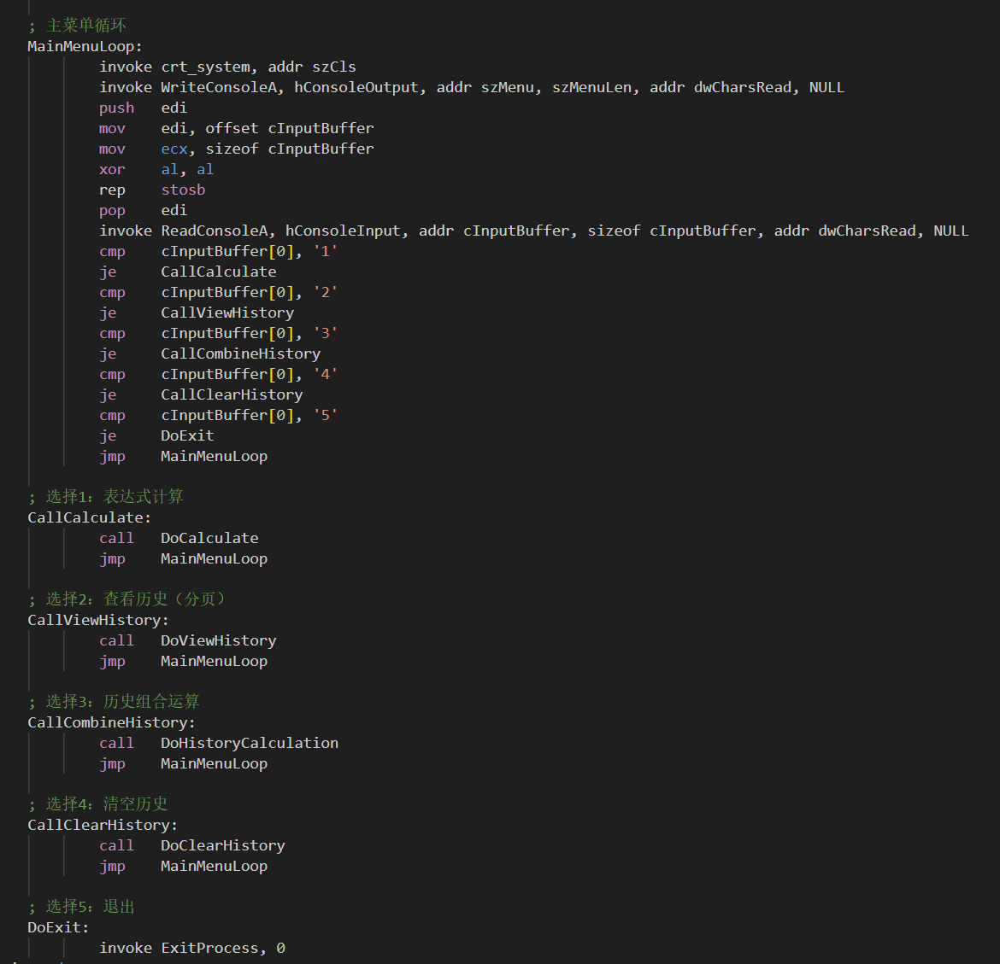 ; 主菜单循环
MainMenuLoop:
invoke crt_system, addr szCls
invoke WriteConsoleA, hConsoleOutput, addr szMenu, szMenuLen, addr dwCharsRead, NULL
push edi
mov edi, offset cInputBuffer
mov ecx, sizeof cInputBuffer
xor al, al
rep stosb
pop edi
invoke ReadConsoleA, hConsoleInput, addr cInputBuffer, sizeof cInputBuffer, addr dwCharsRead, NULL
cmp cInputBuffer[0], '1'
je CallCalculate
cmp cInputBuffer[0], '2'
je CallViewHistory
cmp cInputBuffer[0], '3'
je CallCombineHistory
cmp cInputBuffer[0], '4'
je CallClearHistory
cmp cInputBuffer[0], '5'
je DoExit
jmp MainMenuLoop
; 选择1：表达式计算
CallCalculate:
call DoCalculate
jmp MainMenuLoop
; 选择2：查看历史（分页）
CallViewHistory:
call DoViewHistory
jmp MainMenuLoop
; 选择3：历史组合运算
CallCombineHistory:
call DoHistoryCalculation
jmp MainMenuLoop
; 选择4：清空历史
CallClearHistory:
call DoClearHistory
jmp MainMenuLoop
; 选择5：退出
DoExit:
invoke ExitProcess, 0